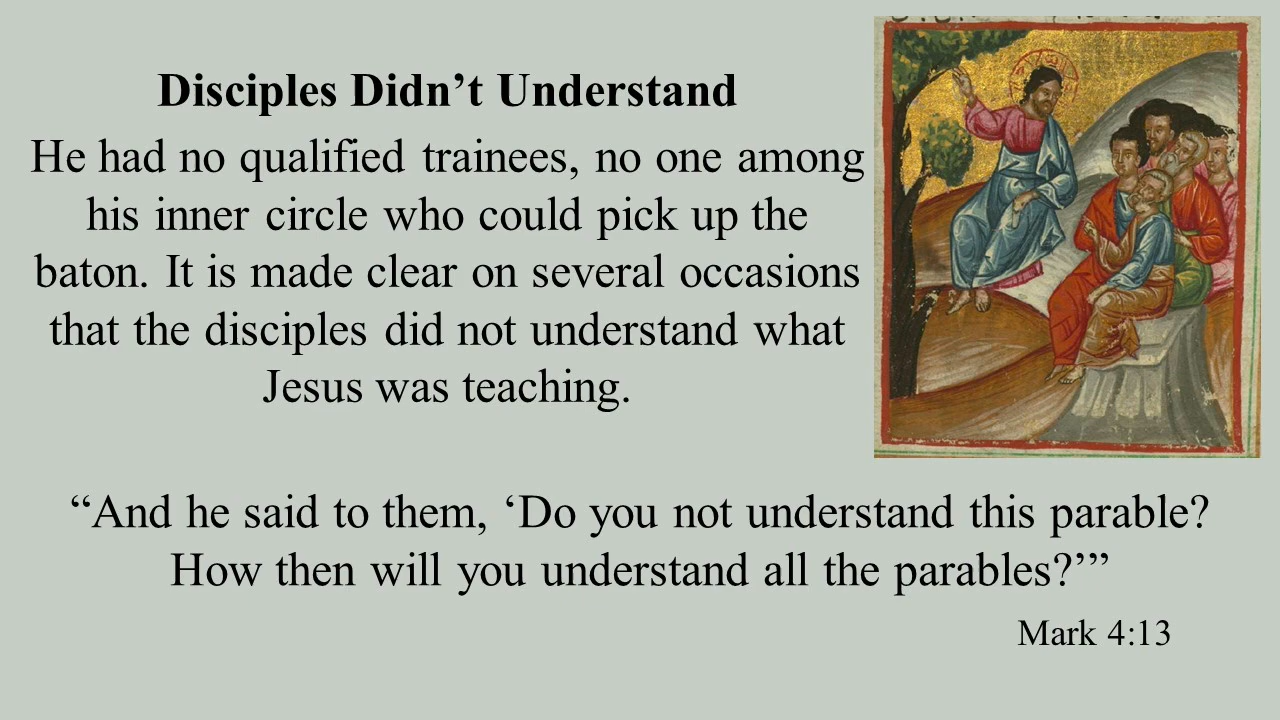 Disciples Didn’t Understand
He had no qualified trainees, no one among
his inner circle who could pick up the
baton. It is made clear on several occasions
that the disciples did not understand what
Jesus was teaching.
“And he said to them, ‘Do you not understand this parable?
How then will you understand all the parables?’”
Mark 4:13